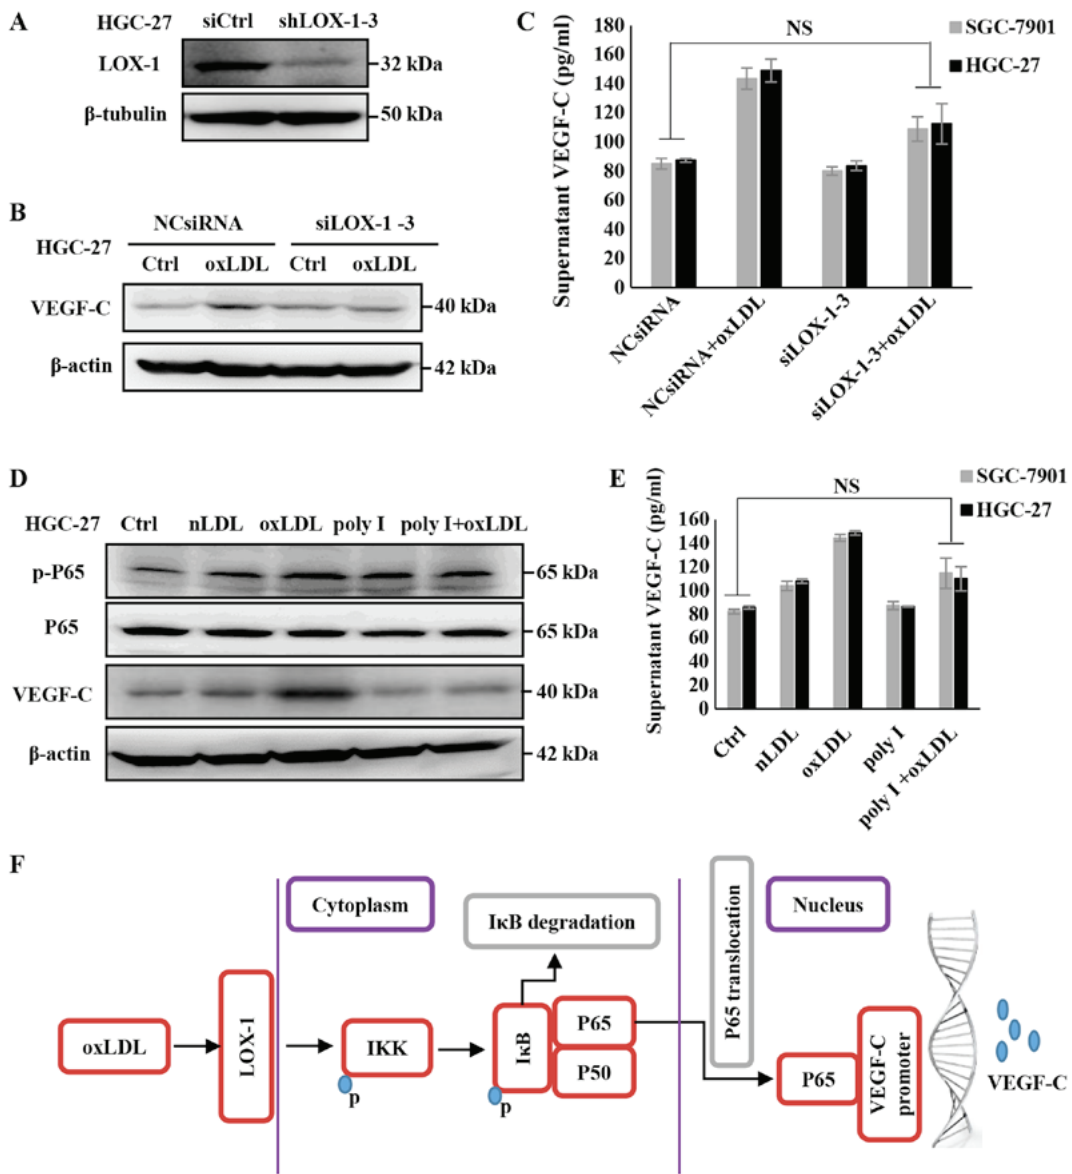 A
HGC-27 siCtrl shLOX-1-3
LOX-1
32 kDa
β-tubulin
50 kDa
B
NCsiRNA siLOX-1 -3
HGC-27
Ctrl oxLDL Ctrl oxLDL
VEGF-C
40 kDa
β-actin
42 kDa
C
Supernatant VEGF-C (pg/ml)
180
160
140
120
100
80
60
40
20
0
NS
SGC-7901
HGC-27
NCsiRNA
NCsiRNA+oxLDL
siLOX-1-3
siLOX-1-3+oxLDL
D
HGC-27 Ctrl nLDL oxLDL poly I poly I+oxLDL
p-P65
65 kDa
P65
65 kDa
VEGF-C
40 kDa
β-actin
42 kDa
E
Supernatant VEGF-C (pg/ml)
160
140
120
100
80
60
40
20
0
NS
SGC-7901
HGC-27
Ctrl
nLDL
oxLDL
poly I
poly I +oxLDL
F
Cytoplasm
IκB degradation
P65 translocation
Nucleus
oxLDL
LOX-1
IKK
p
IκB
p
P65
P50
P65
VEGF-C
promoter
VEGF-C